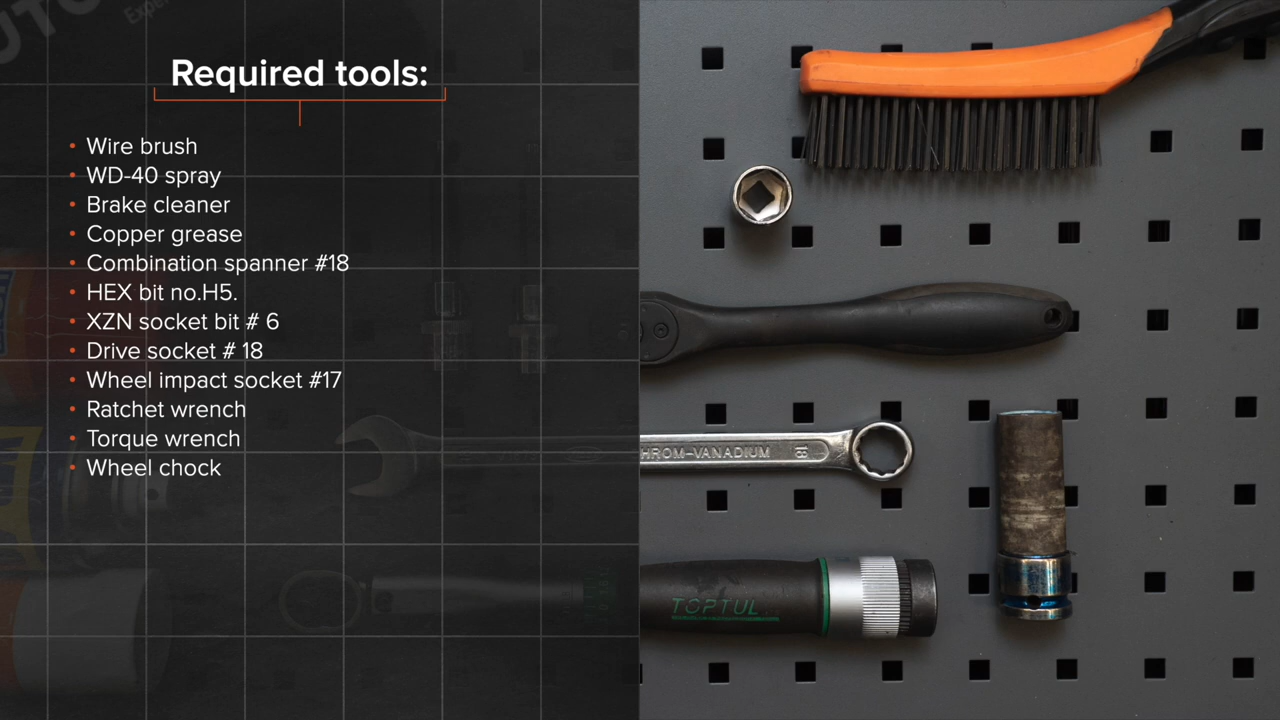 Required tools:
• Wire brush
• WD-40 spray
• Brake cleaner
• Copper grease
• Combination spanner #18
• HEX bit no.H5.
• XZN socket bit # 6
• Drive socket # 18
• Wheel impact socket #17
• Ratchet wrench
• Torque wrench
• Wheel chock
HROM-VANADIUM 18
TOPTUL